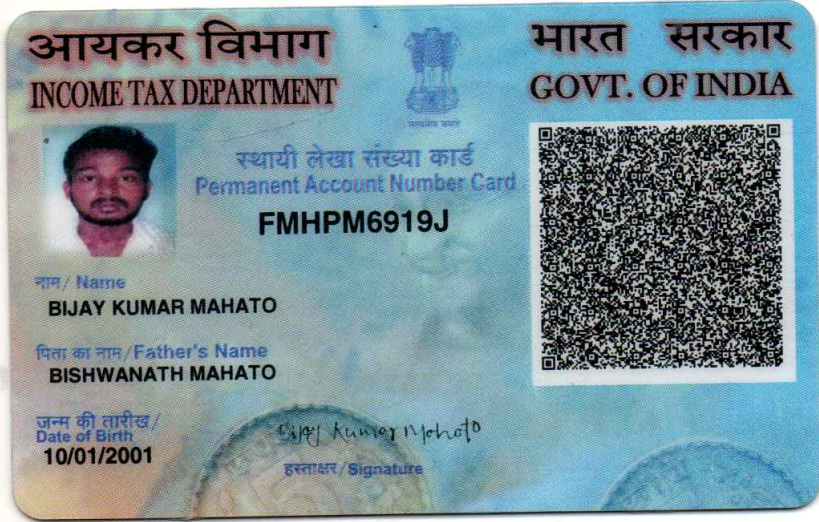 आयकर विभाग
INCOME TAX DEPARTMENT
भारत सरकार
GOVT. OF INDIA
सत्यमेव जयते
स्थायी लेखा संख्या कार्ड
Permanent Account Number Card
FMHPM6919J
नाम/ Name
BIJAY KUMAR MAHATO
पिता का नाम/Father's Name
BISHWANATH MAHATO
जन्म की तारीख/
Date of Birth
10/01/2001
Bijay Kumar Mahato
हस्ताक्षर/Signature